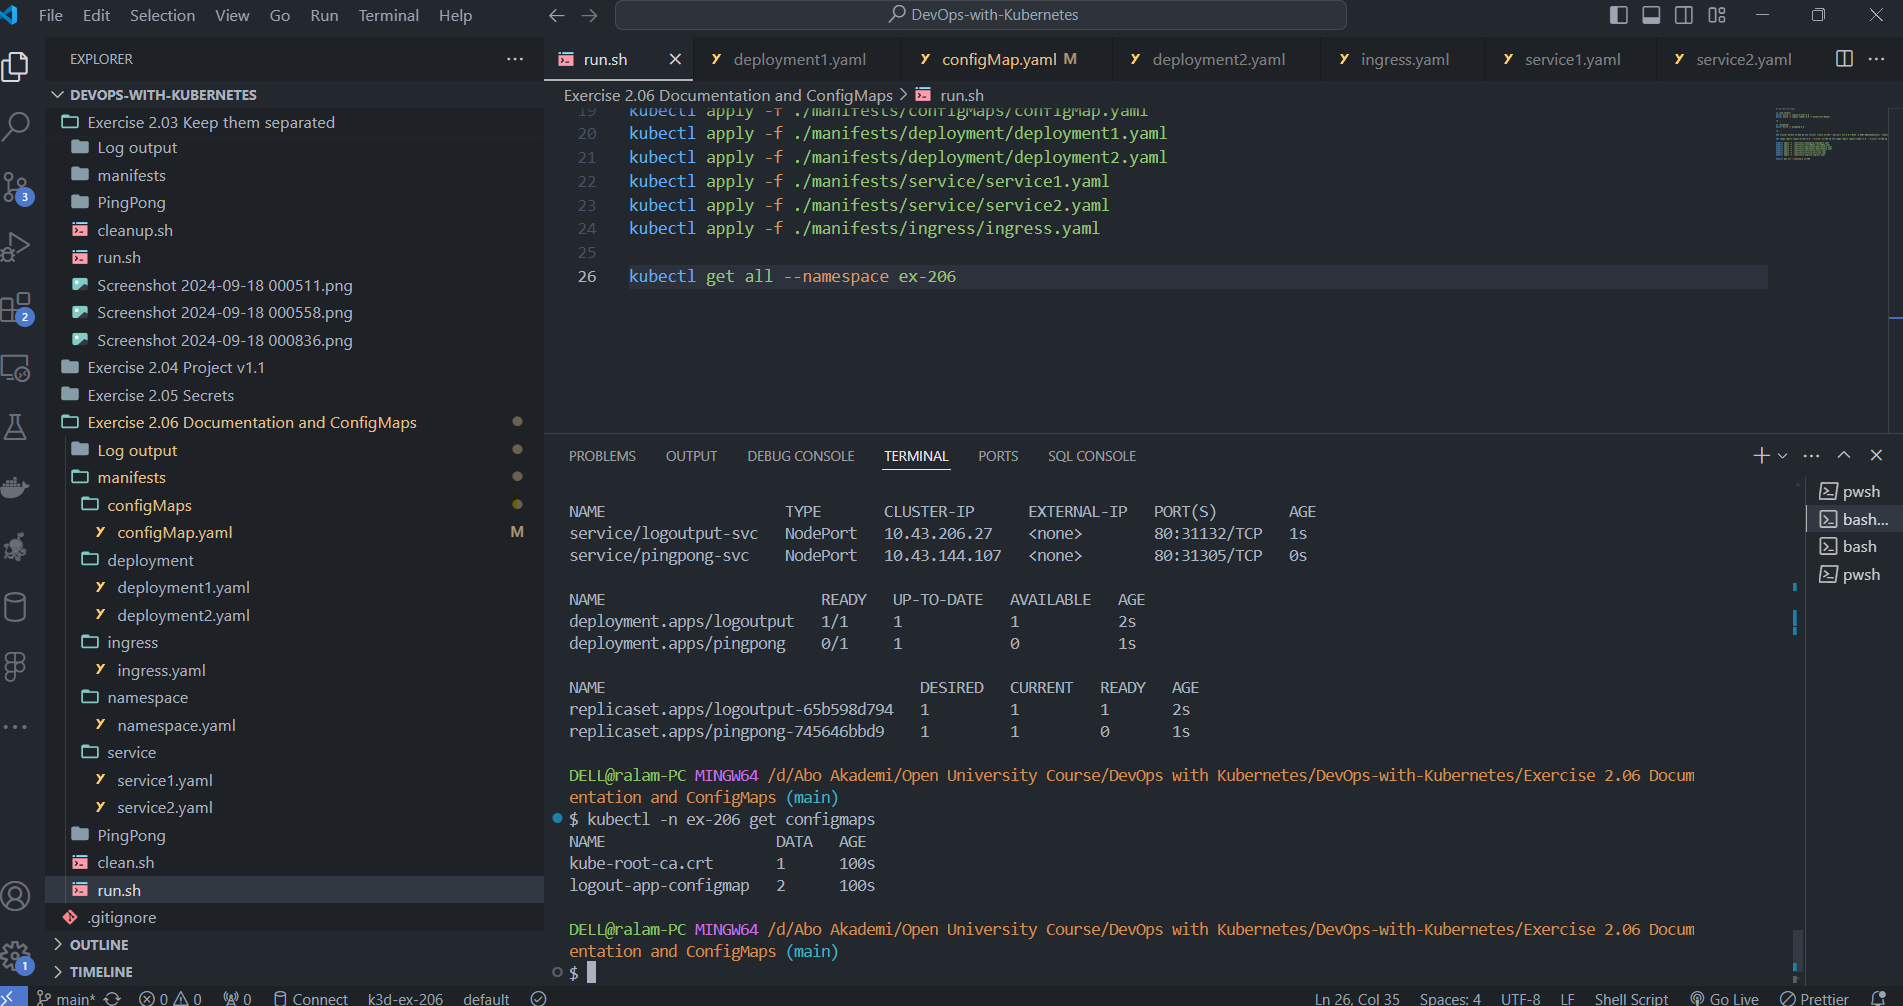 File Edit Selection View Go Run Terminal Help
DevOps-with-Kubernetes
EXPLORER
DEVOPS-WITH-KUBERNETES
Exercise 2.03 Keep them separated
Log output
manifests
PingPong
cleanup.sh
run.sh
Screenshot 2024-09-18 000511.png
Screenshot 2024-09-18 000558.png
Screenshot 2024-09-18 000836.png
Exercise 2.04 Project v1.1
Exercise 2.05 Secrets
Exercise 2.06 Documentation and ConfigMaps
Log output
manifests
configMaps
configMap.yaml M
deployment
deployment1.yaml
deployment2.yaml
ingress
ingress.yaml
namespace
namespace.yaml
service
service1.yaml
service2.yaml
PingPong
clean.sh
run.sh
.gitignore
OUTLINE
TIMELINE
3
2
1
run.sh deployment1.yaml configMap.yaml M deployment2.yaml ingress.yaml service1.yaml service2.yaml
Exercise 2.06 Documentation and ConfigMaps > run.sh
19 kubectl apply -f ./manifests/configMaps/configMap.yaml
20 kubectl apply -f ./manifests/deployment/deployment1.yaml
21 kubectl apply -f ./manifests/deployment/deployment2.yaml
22 kubectl apply -f ./manifests/service/service1.yaml
23 kubectl apply -f ./manifests/service/service2.yaml
24 kubectl apply -f ./manifests/ingress/ingress.yaml
25
26 kubectl get all --namespace ex-206
PROBLEMS OUTPUT DEBUG CONSOLE TERMINAL PORTS SQL CONSOLE
NAME TYPE CLUSTER-IP EXTERNAL-IP PORT(S) AGE
service/logoutput-svc NodePort 10.43.206.27 <none> 80:31132/TCP 1s
service/pingpong-svc NodePort 10.43.144.107 <none> 80:31305/TCP 0s
NAME READY UP-TO-DATE AVAILABLE AGE
deployment.apps/logoutput 1/1 1 1 2s
deployment.apps/pingpong 0/1 1 0 1s
NAME DESIRED CURRENT READY AGE
replicaset.apps/logoutput-65b598d794 1 1 1 2s
replicaset.apps/pingpong-745646bbd9 1 1 0 1s
DELL@ralam-PC MINGW64 /d/Abo Akademi/Open University Course/DevOps with Kubernetes/DevOps-with-Kubernetes/Exercise 2.06 Docum
entation and ConfigMaps (main)
$ kubectl -n ex-206 get configmaps
NAME DATA AGE
kube-root-ca.crt 1 100s
logout-app-configmap 2 100s
DELL@ralam-PC MINGW64 /d/Abo Akademi/Open University Course/DevOps with Kubernetes/DevOps-with-Kubernetes/Exercise 2.06 Docum
entation and ConfigMaps (main)
$
pwsh
bash...
bash
pwsh
main* 0 0 0 Connect k3d-ex-206 default Ln 26, Col 35 Spaces: 4 UTF-8 LF Shell Script Go Live Prettier